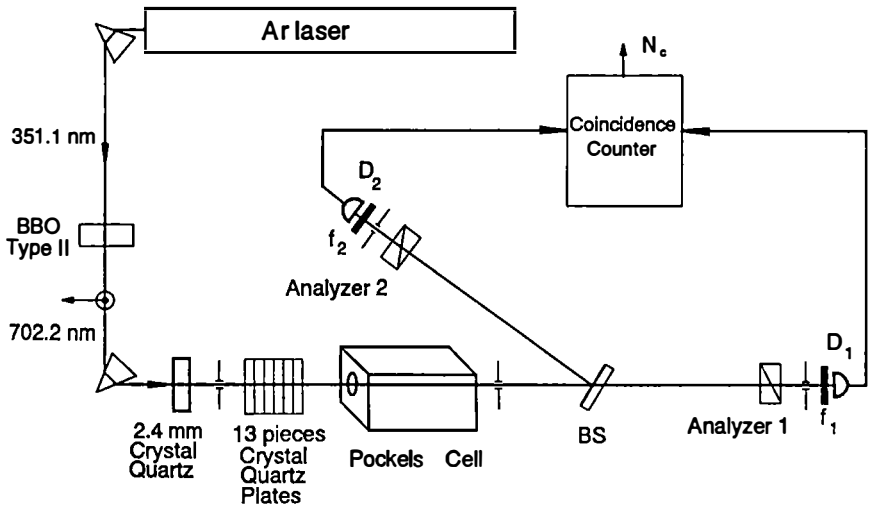 Ar laser
N c
Coincidence
Counter
351.1 nm
D 2
BBO
Type II
f 2
Analyzer 2
702.2 nm
D 1
2.4 mm
Crystal
Quartz
13 pieces
Crystal
Quartz
Plates
Pockels Cell
BS
Analyzer 1
f 1